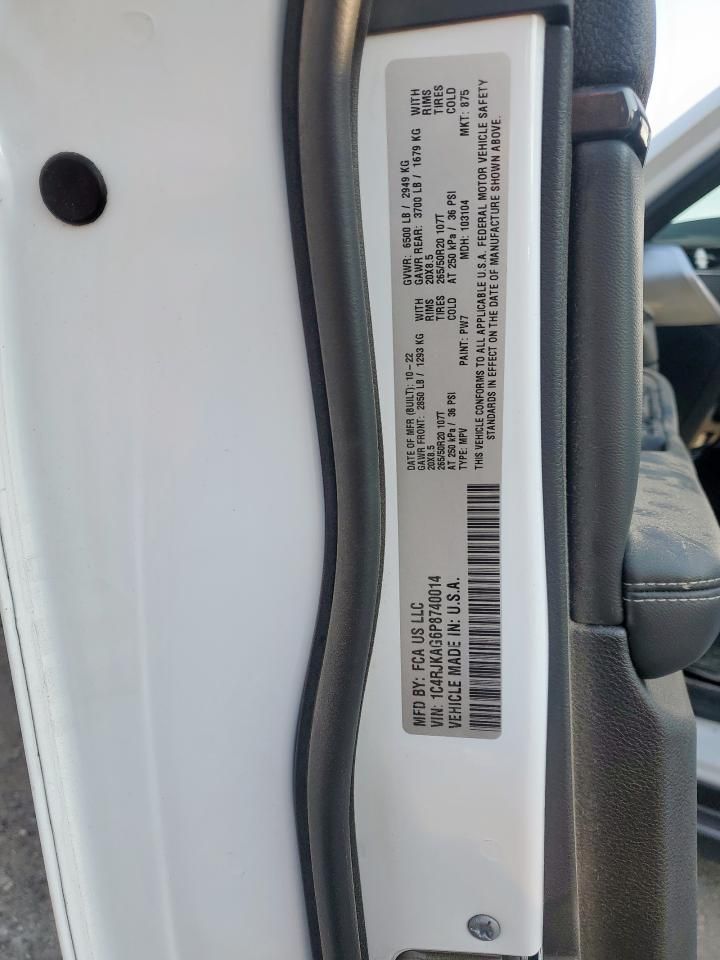 MFD BY: FCA US LLC
VIN: 1C4RJKAG6P8740014
VEHICLE MADE IN: U.S.A.
DATE OF MFR (BUILT): 10-22
GAWR FRONT: 2850 LB / 1293 KG WITH
20X8.5 RIMS
265/50R20 107T TIRES
AT 250 kPa / 36 PSI COLD
TYPE: MPV PAINT: PW7
GVWR: 6500 LB / 2949 KG
GAWR REAR: 3700 LB / 1679 KG WITH
20X8.5 RIMS
265/50R20 107T TIRES
AT 250 kPa / 36 PSI COLD
MDH: 103104 MKT: 875
THIS VEHICLE CONFORMS TO ALL APPLICABLE U.S.A. FEDERAL MOTOR VEHICLE SAFETY
STANDARDS IN EFFECT ON THE DATE OF MANUFACTURE SHOWN ABOVE.